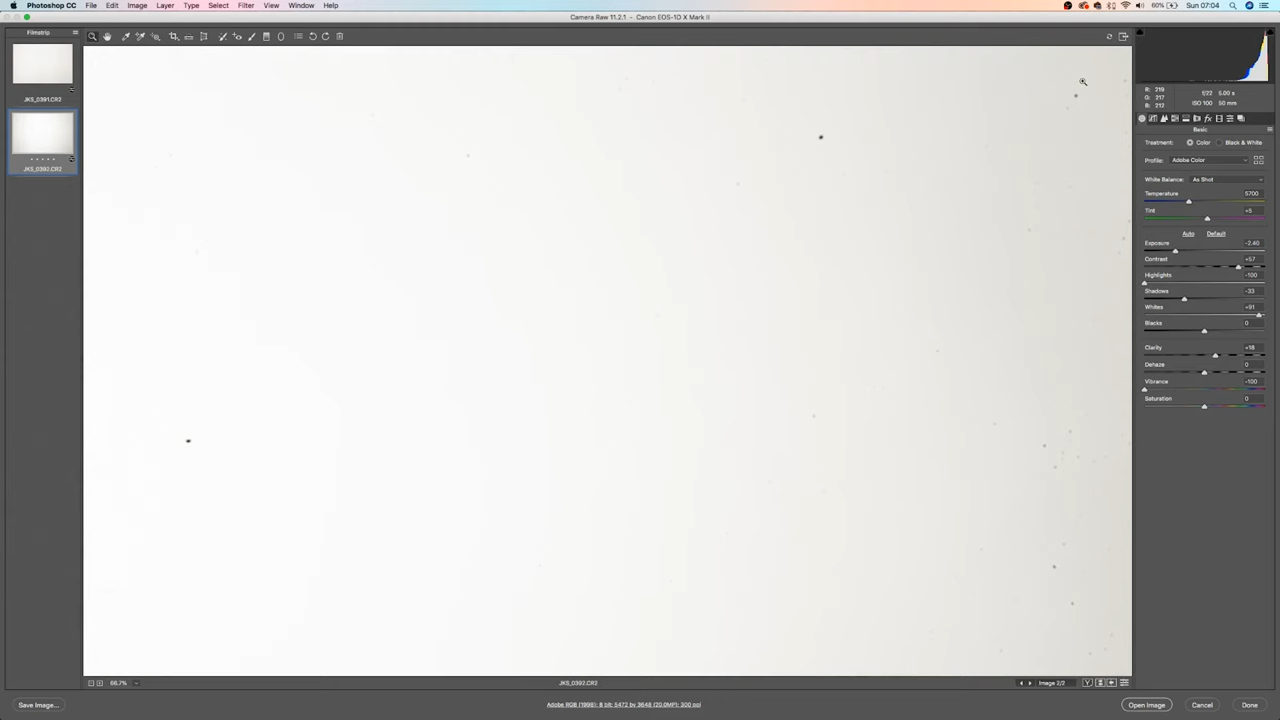 Photoshop CC File Edit Image Layer Type Select Filter View Window Help 60% Sun 07:04
Camera Raw 11.2.1 - Canon EOS-1D X Mark II
Filmstrip
JKS_0391.CR2
JKS_0392.CR2
R: 219
G: 217
B: 212
f/22 5.00 s
ISO 100 50 mm
Basic
Treatment: Color Black & White
Profile: Adobe Color
White Balance: As Shot
Temperature 5700
Tint +5
Auto Default
Exposure -2.40
Contrast +57
Highlights -100
Shadows -33
Whites +91
Blacks 0
Clarity +18
Dehaze 0
Vibrance -100
Saturation 0
66.7% JKS_0392.CR2 Image 2/2
Save Image... Adobe RGB (1998); 8 bit; 5472 by 3648 (20.0MP); 300 ppi Open Image Cancel Done